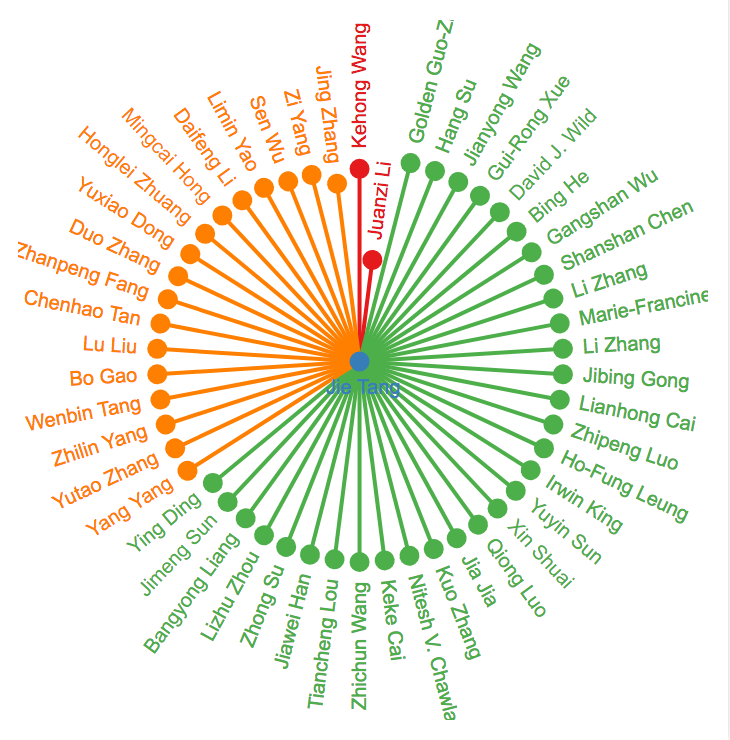 Kehong Wang
Juanzi Li
Golden Guo-Z
Hang Su
Jianyong Wang
Gui-Rong Xue
David J. Wild
Bing He
Gangshan Wu
Shanshan Chen
Li Zhang
Marie-Francine
Li Zhang
Jibing Gong
Lianhong Cai
Zhipeng Luo
Ho-Fung Leung
Irwin King
Yuyin Sun
Xin Shuai
Qiong Luo
Jia Jia
Kuo Zhang
Nitesh V. Chawla
Keke Cai
Zhichun Wang
Tiancheng Lou
Jiawei Han
Zhong Su
Lizhu Zhou
Bangyong Liang
Jimeng Sun
Ying Ding
Yang Yang
Yutao Zhang
Zhilin Yang
Wenbin Tang
Bo Gao
Lu Liu
Chenhao Tan
Zhanpeng Fang
Duo Zhang
Yuxiao Dong
Honglei Zhuang
Mingcai Hong
Daifeng Li
Limin Yao
Sen Wu
Zi Yang
Jing Zhang
Jie Tang